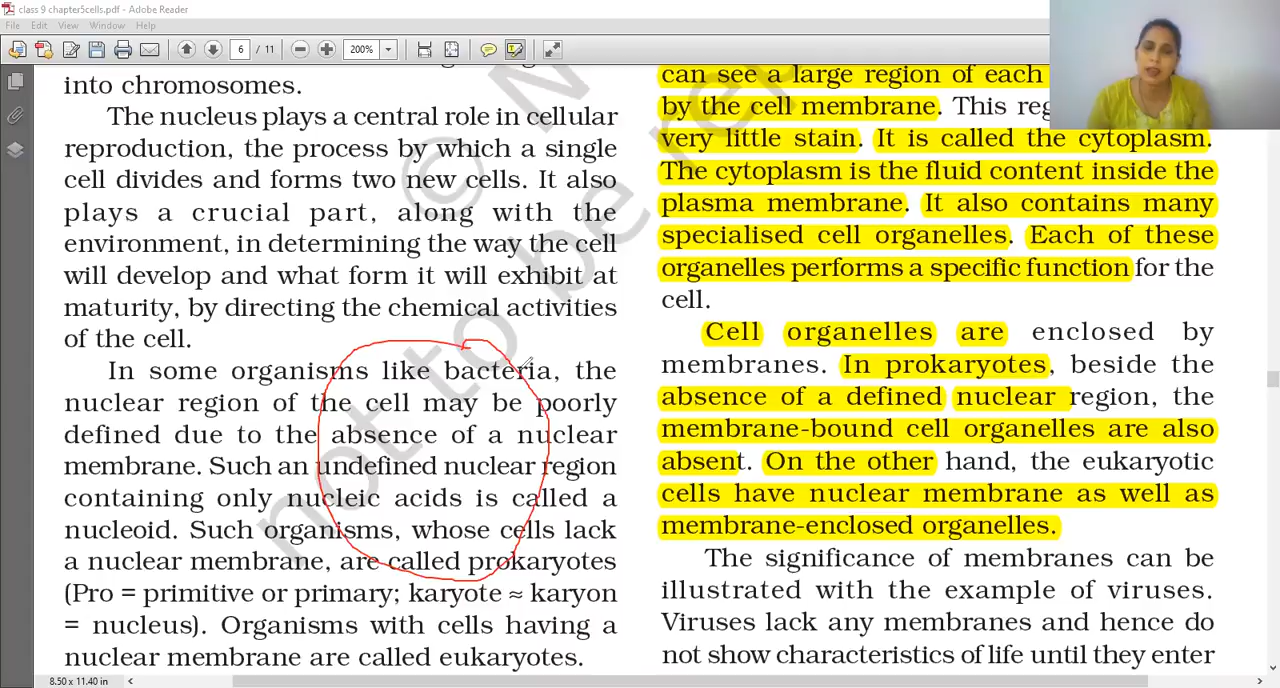 class 9 chapter5cells.pdf - Adobe Reader
File Edit View Window Help
6 / 11 200%
into chromosomes.
The nucleus plays a central role in cellular
reproduction, the process by which a single
cell divides and forms two new cells. It also
plays a crucial part, along with the
environment, in determining the way the cell
will develop and what form it will exhibit at
maturity, by directing the chemical activities
of the cell.
In some organisms like bacteria, the
nuclear region of the cell may be poorly
defined due to the absence of a nuclear
membrane. Such an undefined nuclear region
containing only nucleic acids is called a
nucleoid. Such organisms, whose cells lack
a nuclear membrane, are called prokaryotes
(Pro = primitive or primary; karyote ≈ karyon
= nucleus). Organisms with cells having a
nuclear membrane are called eukaryotes.
can see a large region of each
by the cell membrane. This reg
very little stain. It is called the cytoplasm.
The cytoplasm is the fluid content inside the
plasma membrane. It also contains many
specialised cell organelles. Each of these
organelles performs a specific function for the
cell.
Cell organelles are enclosed by
membranes. In prokaryotes, beside the
absence of a defined nuclear region, the
membrane-bound cell organelles are also
absent. On the other hand, the eukaryotic
cells have nuclear membrane as well as
membrane-enclosed organelles.
The significance of membranes can be
illustrated with the example of viruses.
Viruses lack any membranes and hence do
not show characteristics of life until they enter
© N
not to be re
8.50 x 11.40 in